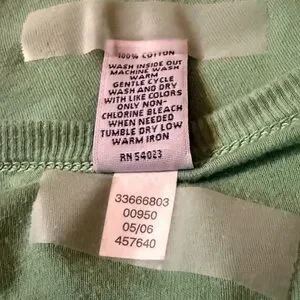 100% COTTON
WASH INSIDE OUT
MACHINE WASH
WARM
GENTLE CYCLE
WASH AND DRY
WITH LIKE COLORS
ONLY NON-
CHLORINE BLEACH
WHEN NEEDED
TUMBLE DRY LOW
WARM IRON
RN 54023
33666803
00950
05/06
457640